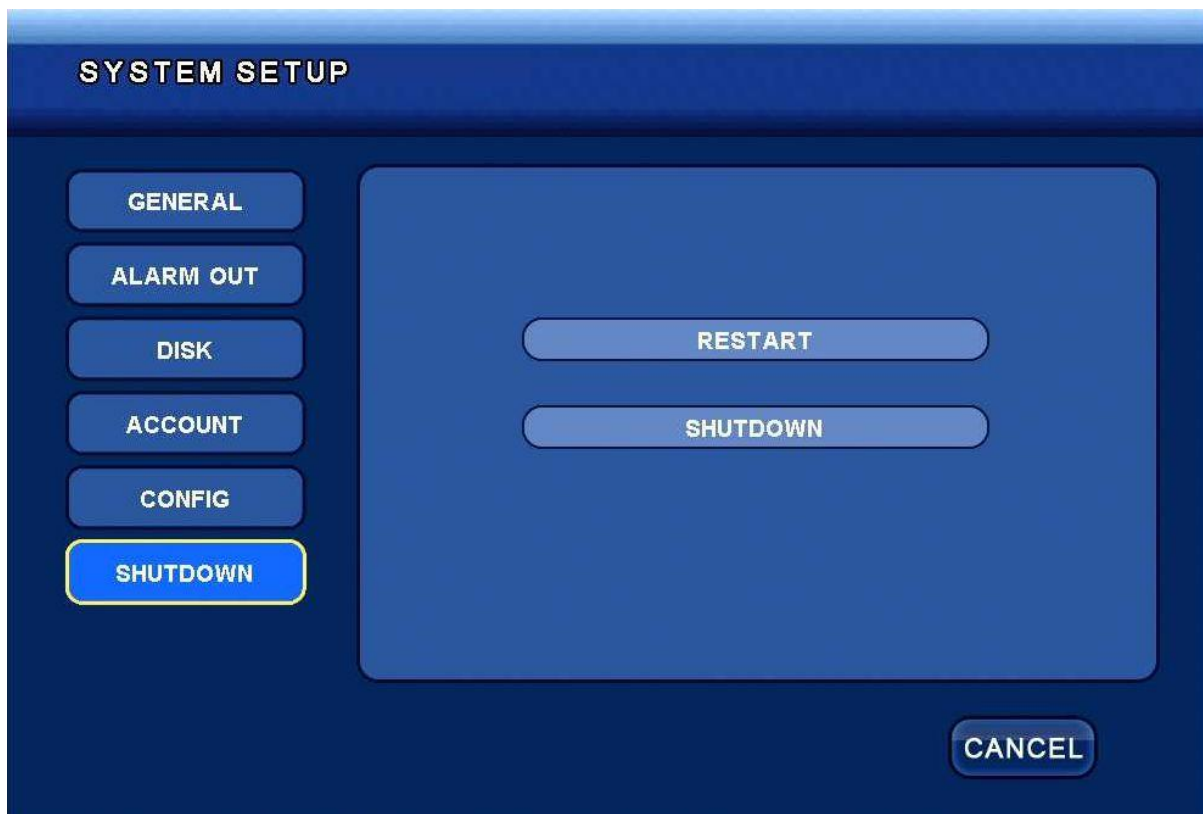 SYSTEM SETUP
GENERAL
ALARM OUT
DISK
ACCOUNT
CONFIG
SHUTDOWN
RESTART
SHUTDOWN
CANCEL